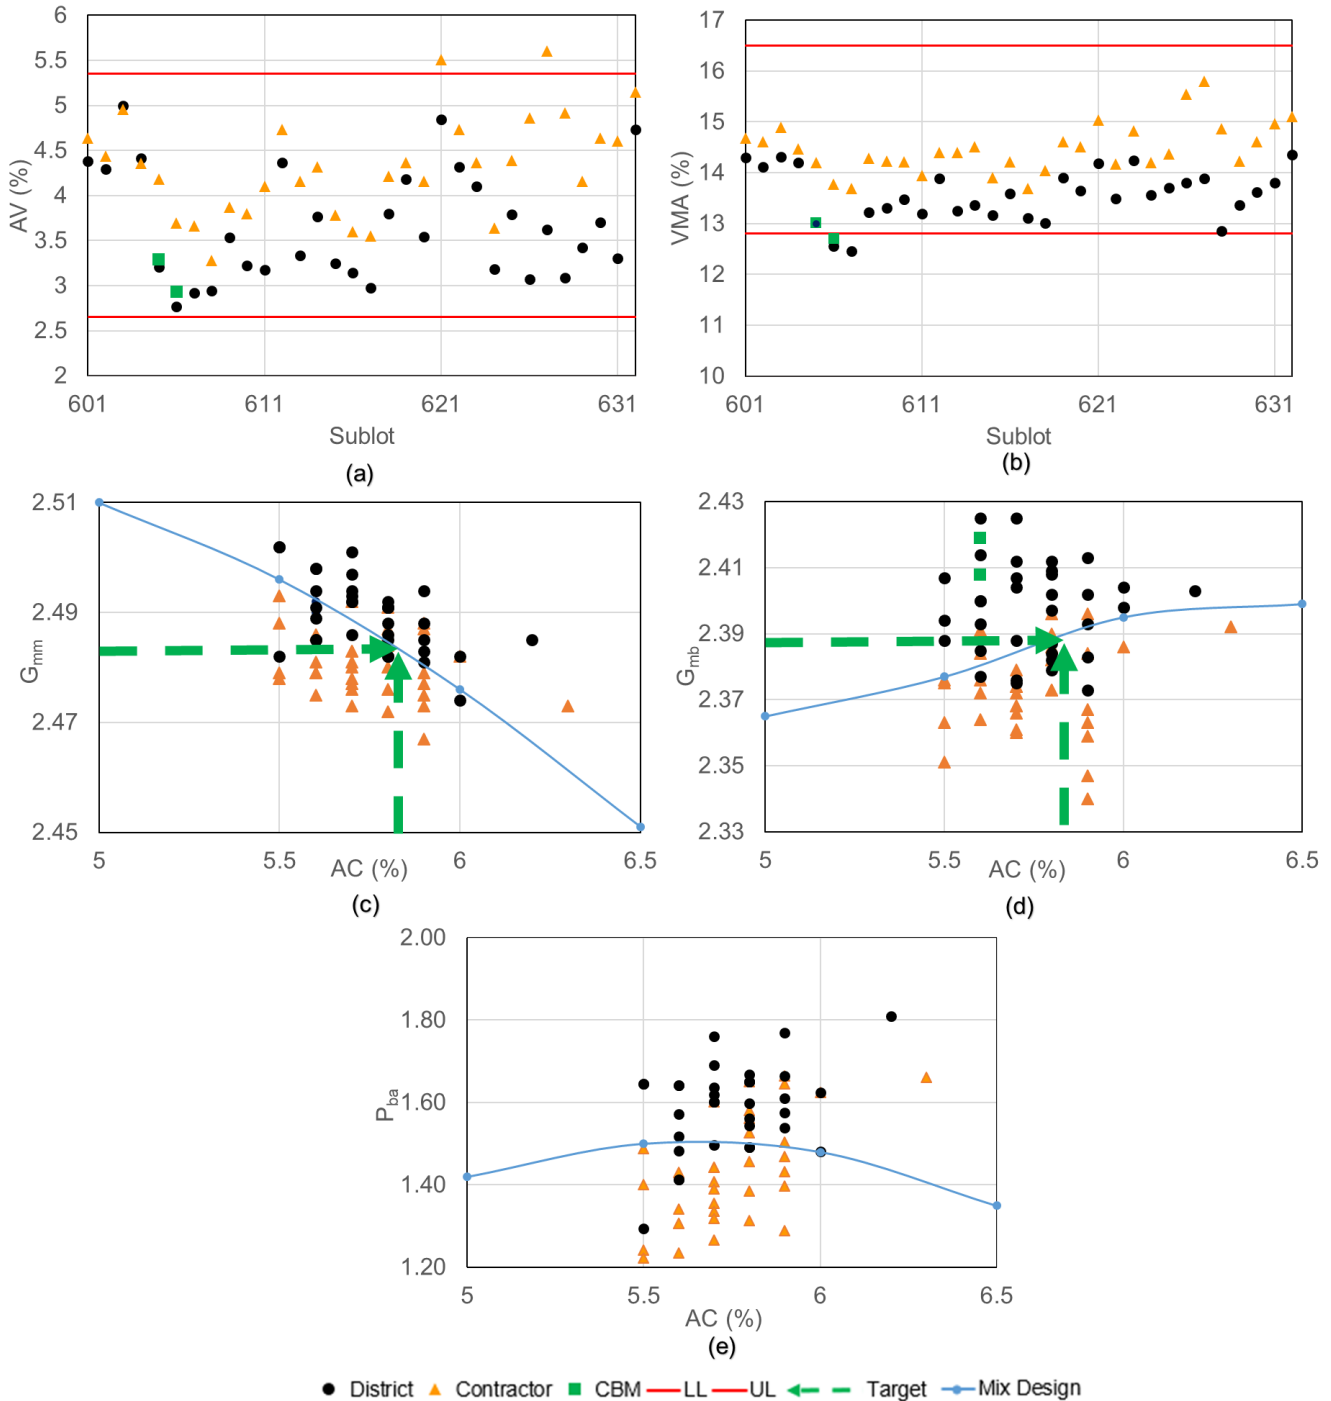 6
5.5
5
4.5
4
3.5
3
2.5
2
AV (%)
601 611 621 631
Sublot
(a)
17
16
15
14
13
12
11
10
VMA (%)
601 611 621 631
Sublot
(b)
2.51
2.49
2.47
2.45
Gmm
5 5.5 6 6.5
AC (%)
(c)
2.43
2.41
2.39
2.37
2.35
2.33
Gmb
5 5.5 6 6.5
AC (%)
(d)
2.00
1.80
1.60
1.40
1.20
Pba
5 5.5 6 6.5
AC (%)
(e)
District Contractor CBM LL UL Target Mix Design